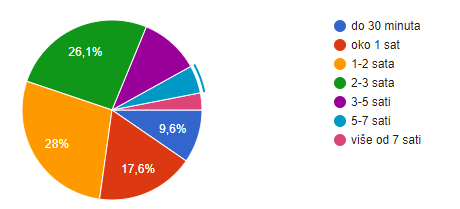 26,1%
28%
17,6%
9,6%
do 30 minuta
oko 1 sat
1-2 sata
2-3 sata
3-5 sati
5-7 sati
više od 7 sati